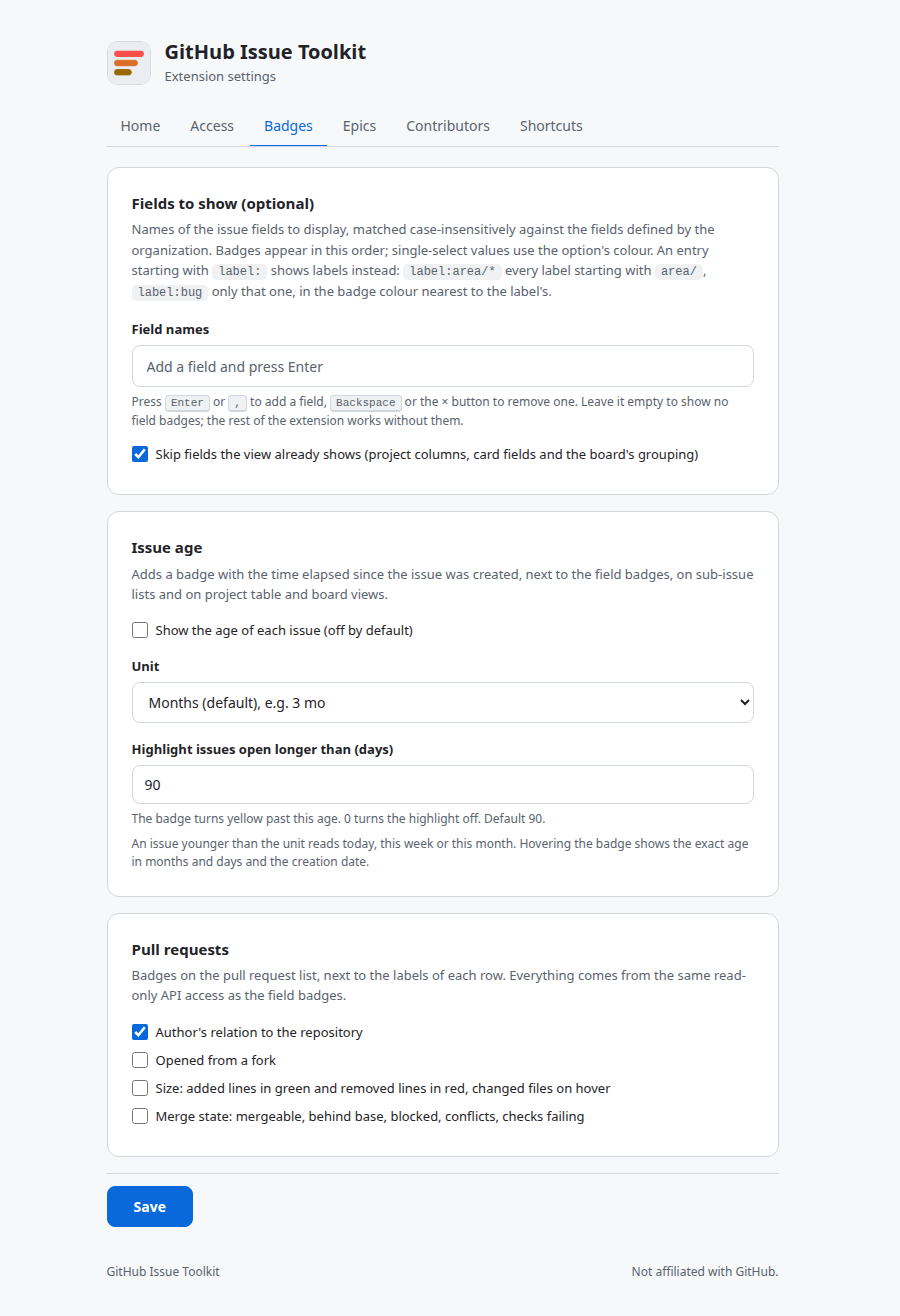 GitHub Issue Toolkit
Extension settings
Home Access Badges Epics Contributors Shortcuts
Fields to show (optional)
Names of the issue fields to display, matched case-insensitively against the fields defined by the
organization. Badges appear in this order; single-select values use the option's colour. An entry
starting with label: shows labels instead: label:area/* every label starting with area/,
label:bug only that one, in the badge colour nearest to the label's.
Field names
Add a field and press Enter
Press Enter or , to add a field, Backspace or the × button to remove one. Leave it empty to show no
field badges; the rest of the extension works without them.
Skip fields the view already shows (project columns, card fields and the board's grouping)
Issue age
Adds a badge with the time elapsed since the issue was created, next to the field badges, on sub-issue
lists and on project table and board views.
Show the age of each issue (off by default)
Unit
Months (default), e.g. 3 mo
Highlight issues open longer than (days)
90
The badge turns yellow past this age. 0 turns the highlight off. Default 90.
An issue younger than the unit reads today, this week or this month. Hovering the badge shows the exact age
in months and days and the creation date.
Pull requests
Badges on the pull request list, next to the labels of each row. Everything comes from the same read-
only API access as the field badges.
Author's relation to the repository
Opened from a fork
Size: added lines in green and removed lines in red, changed files on hover
Merge state: mergeable, behind base, blocked, conflicts, checks failing
Save
GitHub Issue Toolkit
Not affiliated with GitHub.